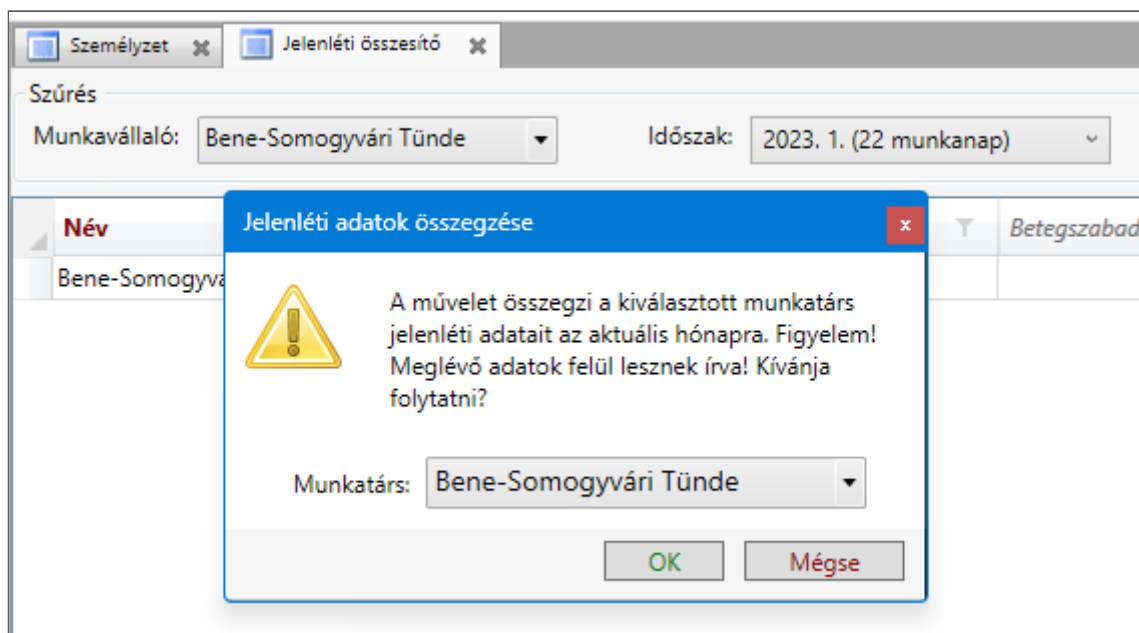 Személyzet
Jelenléti összesítő
Szűrés
Munkavállaló: Bene-Somogyvári Tünde Időszak: 2023. 1. (22 munkanap)
Név
Jelenléti adatok összegzése
x
Betegszabad
Bene-Somogyvá
A művelet összegzi a kiválasztott munkatárs
jelenléti adatait az aktuális hónapra. Figyelem!
Meglévő adatok felül lesznek írva! Kívánja
folytatni?
Munkatárs: Bene-Somogyvári Tünde
OK Mégse